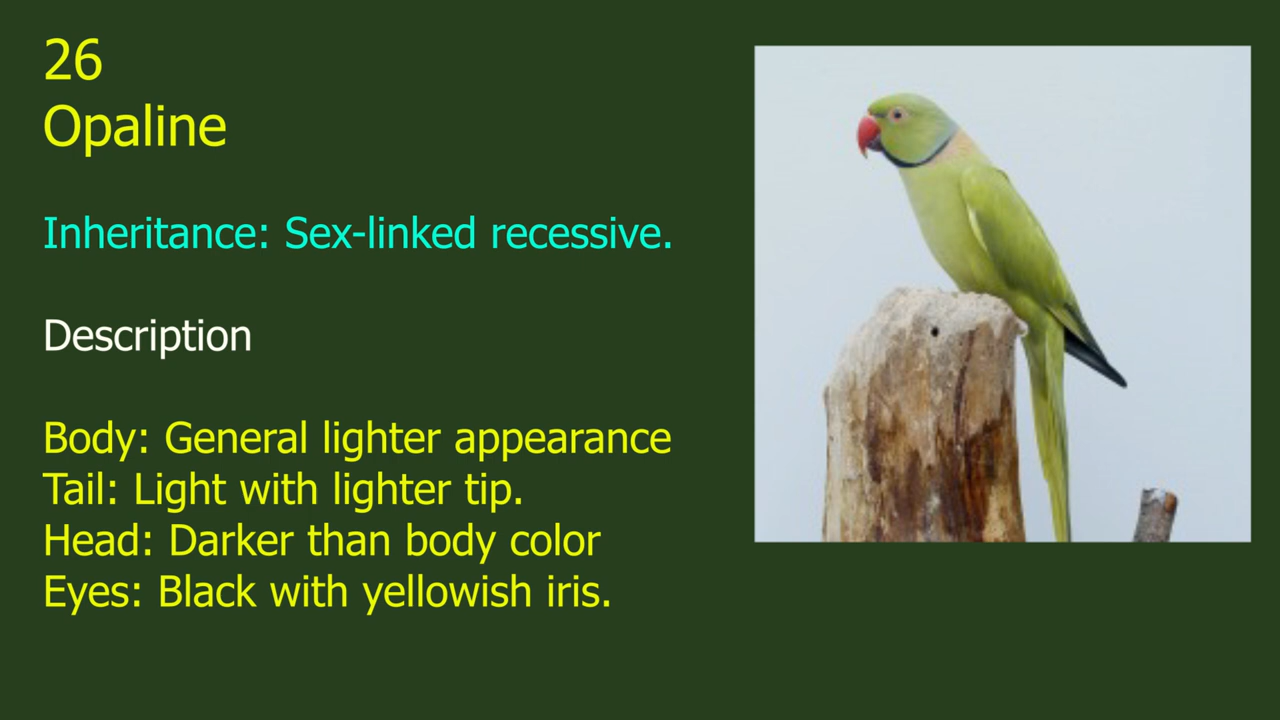 26
Opaline
Inheritance: Sex-linked recessive.
Description
Body: General lighter appearance
Tail: Light with lighter tip.
Head: Darker than body color
Eyes: Black with yellowish iris.